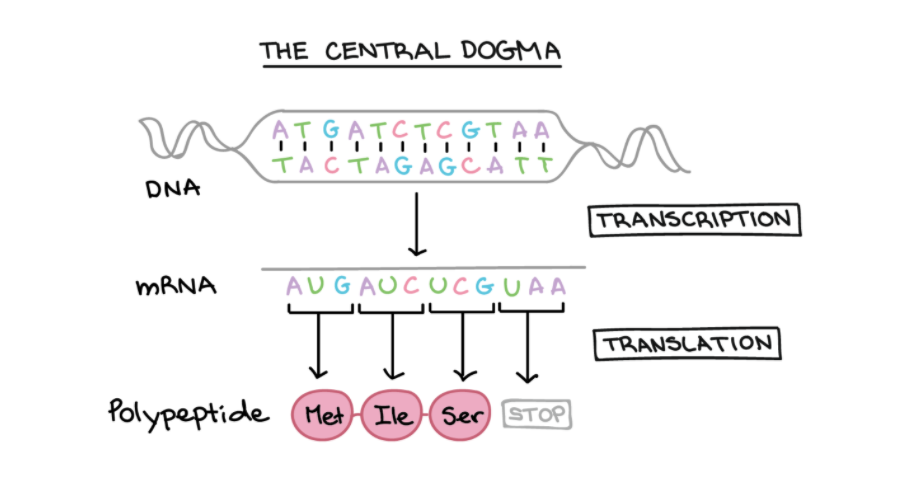 THE CENTRAL DOGMA
ATGATCTCGTAA
TACTAGAGCATT
DNA
TRANSCRIPTION
mRNA AUGAUCUCGUAA
TRANSLATION
Polypeptide Met Ile Ser STOP